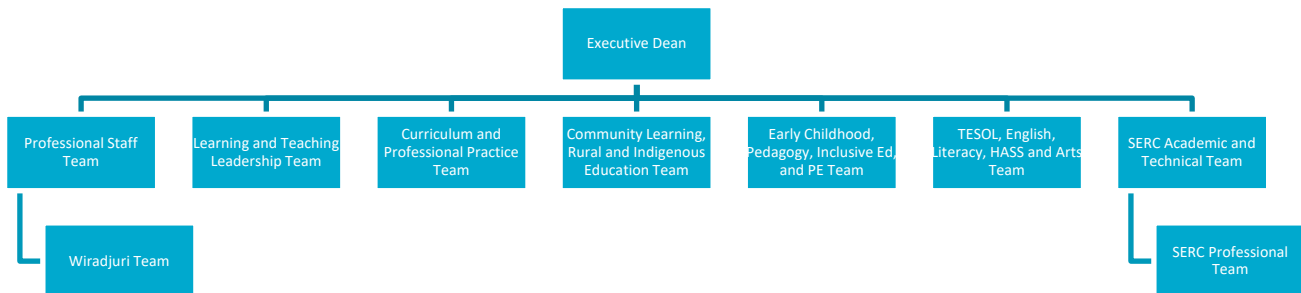 Executive Dean
Professional Staff
Team
Learning and Teaching
Leadership Team
Curriculum and
Professional Practice
Team
Community Learning,
Rural and Indigenous
Education Team
Early Childhood,
Pedagogy, Inclusive Ed,
and PE Team
TESOL, English,
Literacy, HASS and Arts
Team
SERC Academic and
Technical Team
Wiradjuri Team
SERC Professional
Team